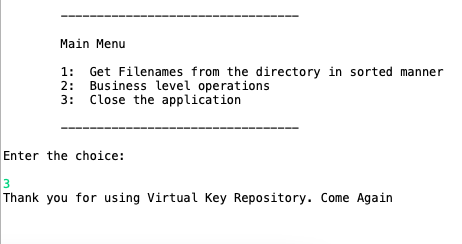 ---------------------------------
Main Menu
1:  Get Filenames from the directory in sorted manner
2:  Business level operations
3:  Close the application
---------------------------------
Enter the choice:
3
Thank you for using Virtual Key Repository. Come Again